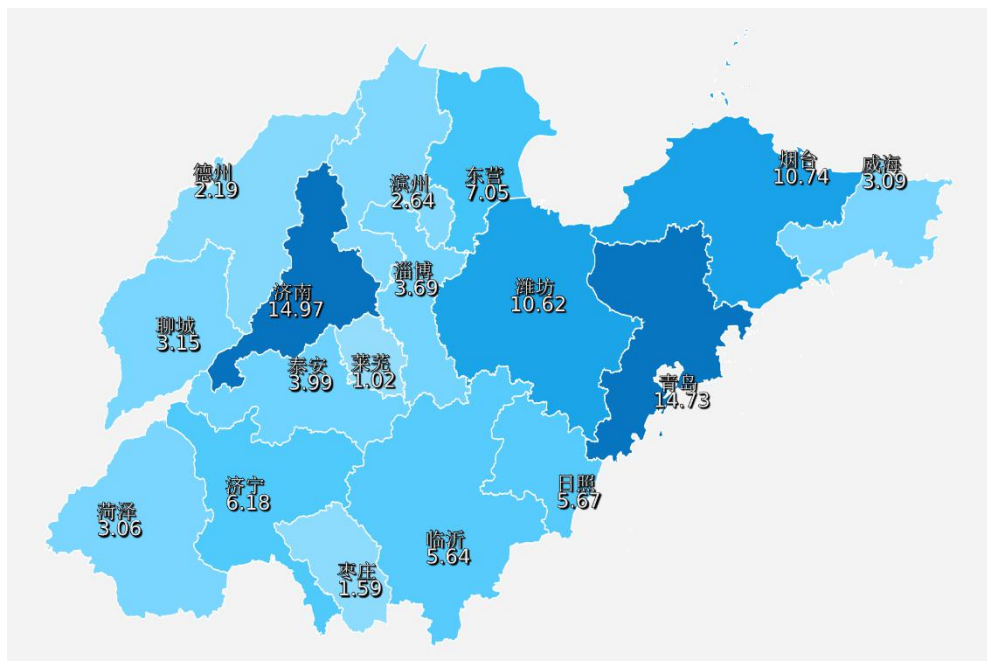 德州
2.19
滨州
2.64
东营
7.05
烟台
10.74
威海
3.09
淄博
3.69
济南
14.97
潍坊
10.62
聊城
3.15
泰安
3.99
莱芜
1.02
青岛
14.73
菏泽
3.06
济宁
6.18
日照
5.67
临沂
5.64
枣庄
1.59